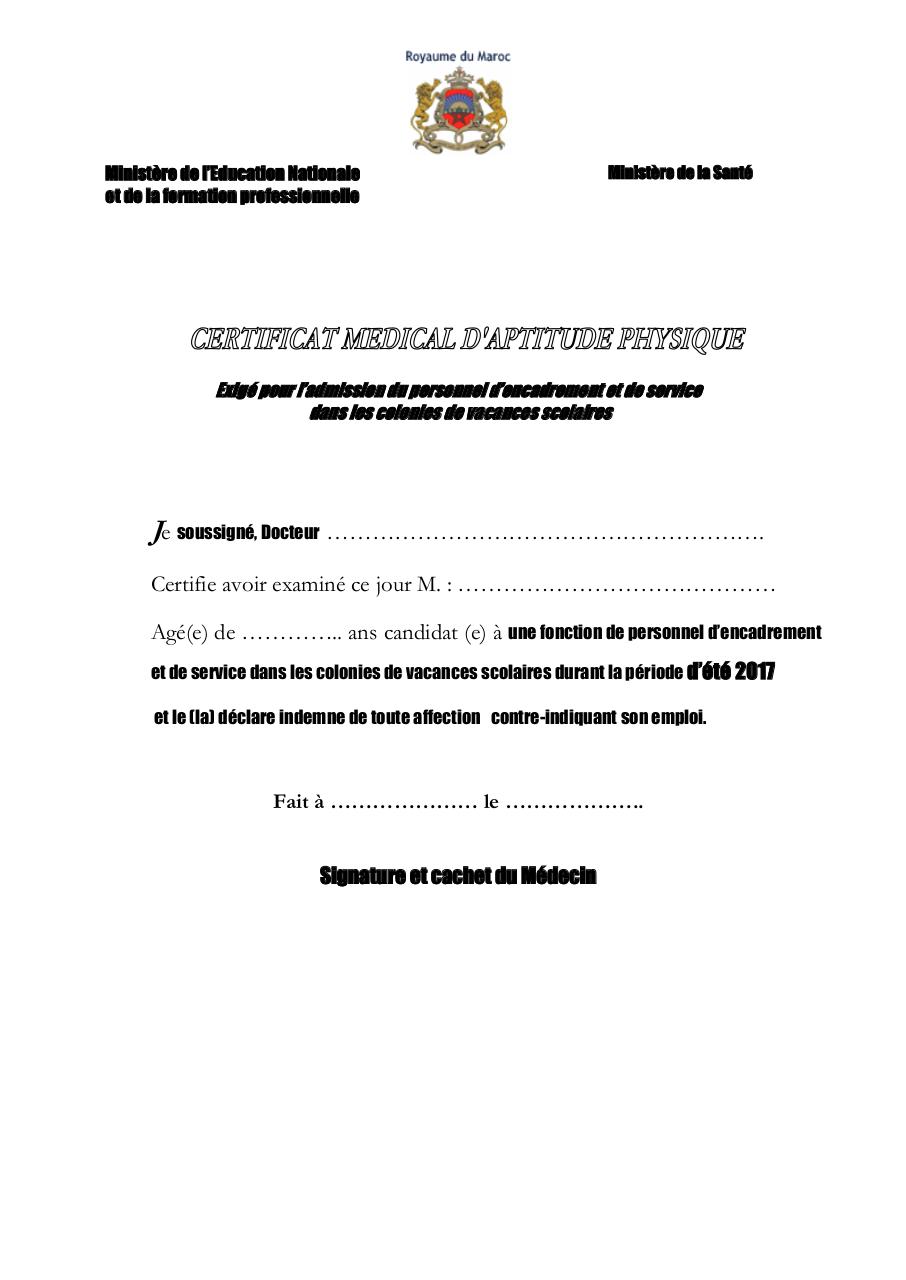 Royaume du Maroc
Ministère de l'Education Nationale
et de la formation professionnelle
Ministère de la Santé
CERTIFICAT MEDICAL D'APTITUDE PHYSIQUE
Exigé pour l'admission du personnel d'encadrement et de service
dans les colonies de vacances scolaires
Je soussigné, Docteur ………………………………………………….
Certifie avoir examiné ce jour M. : ……………………………………
Agé(e) de ………….. ans candidat (e) à une fonction de personnel d'encadrement
et de service dans les colonies de vacances scolaires durant la période d'été 2017
et le (la) déclare indemne de toute affection contre-indiquant son emploi.
Fait à ………………… le ………………..
Signature et cachet du Médecin